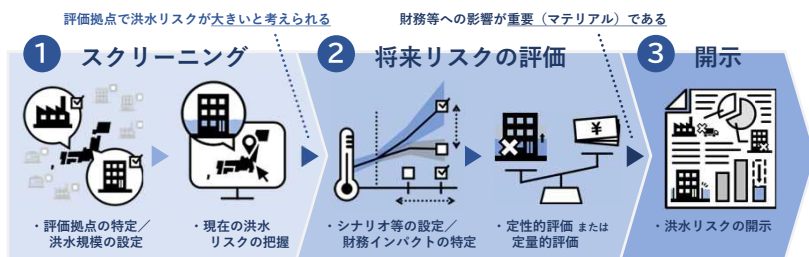 評価拠点で洪水リスクが大きいと考えられる
財務等への影響が重要（マテリアル）である
1 スクリーニング
2 将来リスクの評価
3 開示
¥
・評価拠点の特定／
洪水規模の設定
・現在の洪水
リスクの把握
・シナリオ等の設定／
財務インパクトの特定
・定性的評価 または
定量的評価
・洪水リスクの開示